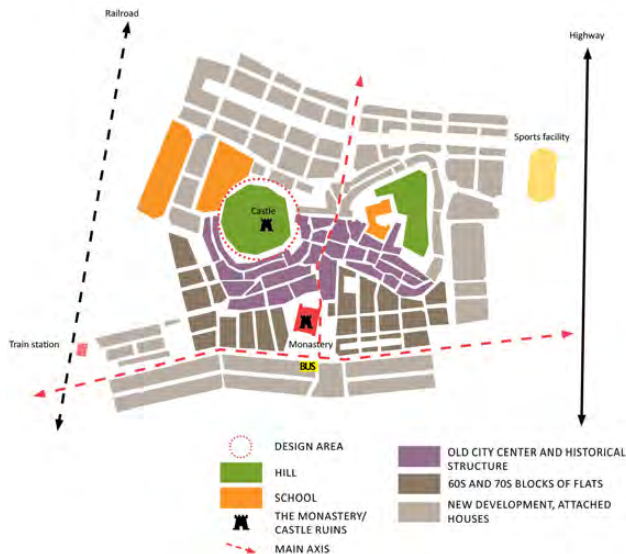 Railroad
Highway
Sports facility
Castle
Train station
Monastery
BUS
DESIGN AREA
HILL
SCHOOL
THE MONASTERY/
CASTLE RUINS
MAIN AXIS
OLD CITY CENTER AND HISTORICAL
STRUCTURE
60S AND 70S BLOCKS OF FLATS
NEW DEVELOPMENT, ATTACHED
HOUSES